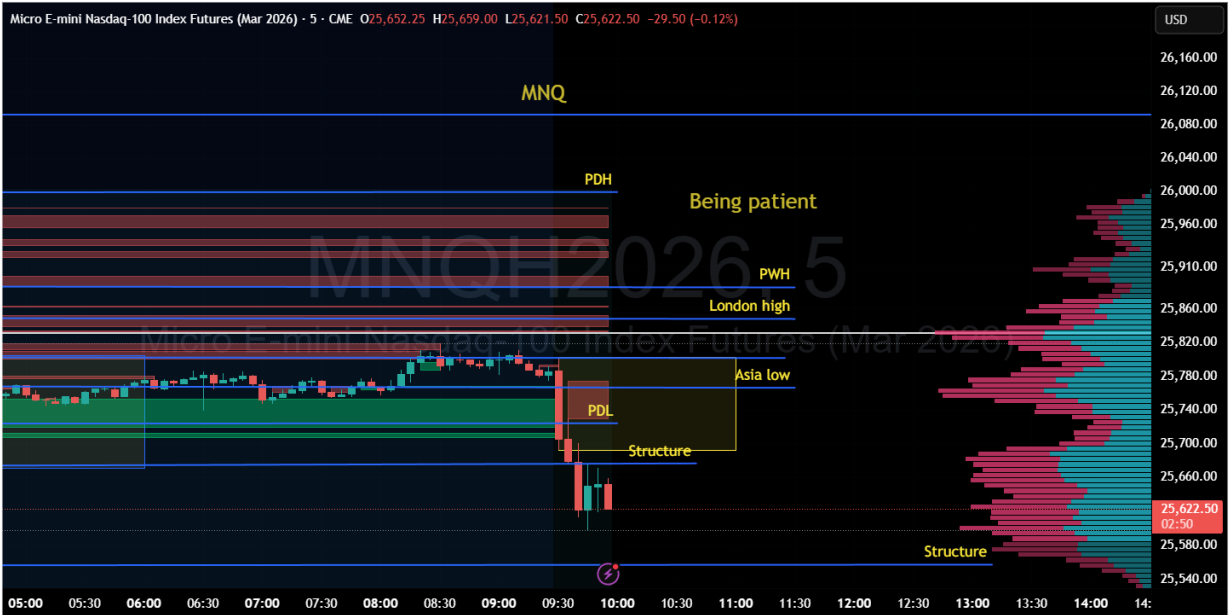 Micro E-mini Nasdaq-100 Index Futures (Mar 2026) · 5 · CME O25,652.25 H25,659.00 L25,621.50 C25,622.50 −29.50 (−0.12%)
USD
26,160.00
MNQ
26,120.00
26,080.00
26,040.00
PDH
26,000.00
Being patient
25,960.00
MNQH2026, 5
PWH
25,910.00
London high
25,860.00
Micro E-mini Nasdaq-100 Index Futures (Mar 2026)
25,820.00
Asia low
25,780.00
PDL
25,740.00
Structure
25,700.00
25,660.00
25,622.50
02:50
Structure
25,580.00
25,540.00
05:00 05:30 06:00 06:30 07:00 07:30 08:00 08:30 09:00 09:30 10:00 10:30 11:00 11:30 12:00 12:30 13:00 13:30 14:00 14: